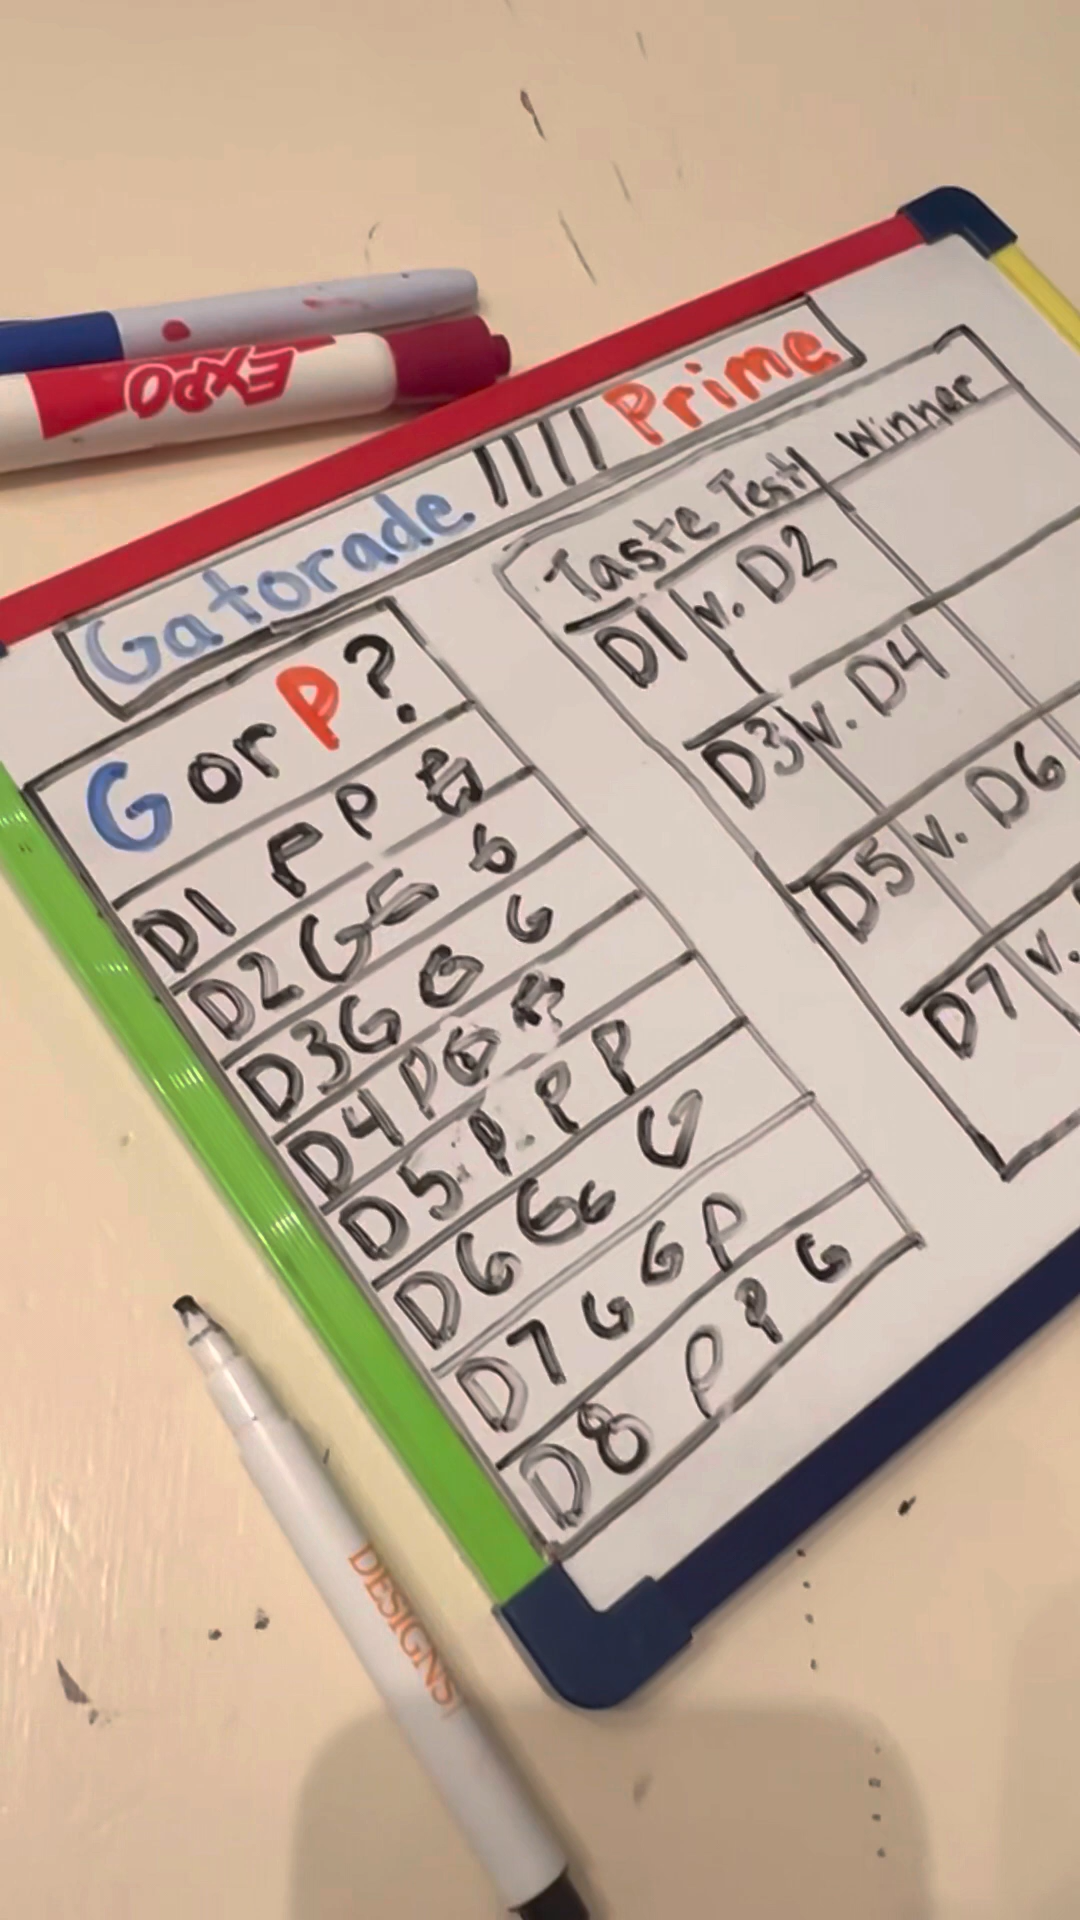 EXPO
Gatorade //// Prime
G or P?
D1 P P
D2 G G G
D3 G G G
D4 P G
D5 P P P
D6 G G G
D7 G G P
D8 P P G
Taste Test! Winner
D1 v. D2
D3 v. D4
D5 v. D6
D7 v.
DESIGNS